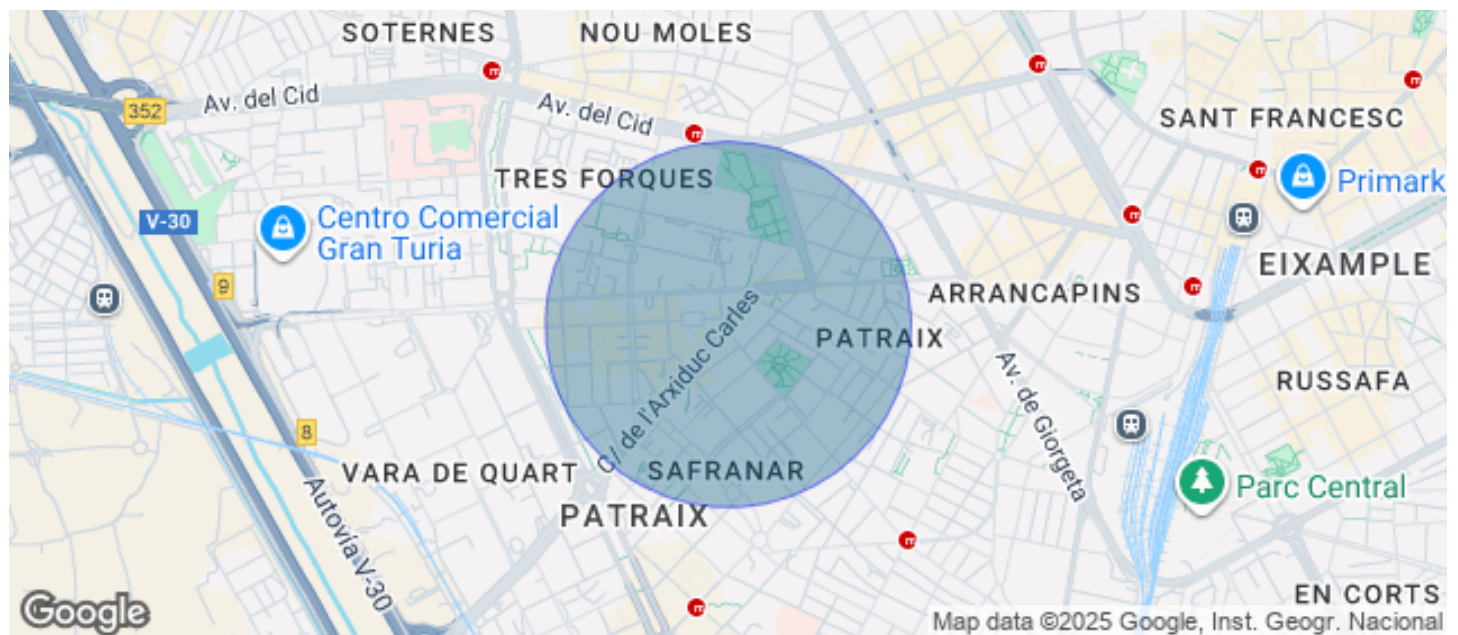 SOTERNES
NOU MOLES
Av. del Cid
352
Av. del Cid
SANT FRANCESC
TRES FORQUES
Primark
V-30
Centro Comercial
Gran Turia
EIXAMPLE
9
ARRANCAPINS
C/ de l'Arxiduc Carles
PATRAIX
Av. de Giorgeta
RUSSAFA
8
VARA DE QUART
SAFRANAR
Parc Central
PATRAIX
Autovía V-30
EN CORTS
Google
Map data ©2025 Google, Inst. Geogr. Nacional